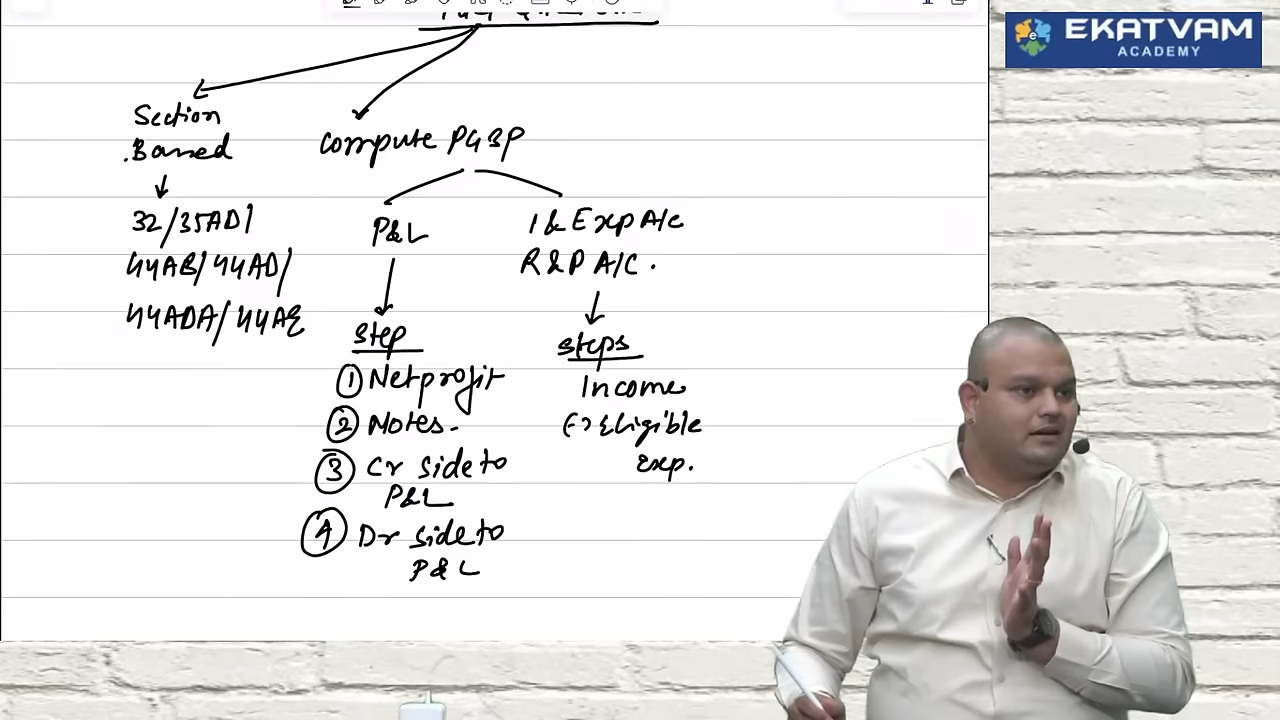 EKATVAM
ACADEMY
Section
Based
32/35AD/
44AB/44AD/
44ADA/44AE
Compute PGBP
P&L
Step
① Net profit
② Notes.
③ Cr side to
P&L
④ Dr side to
P&L
I & Exp A/c
R&P A/C.
Steps
Income
(-) Eligible
Exp.